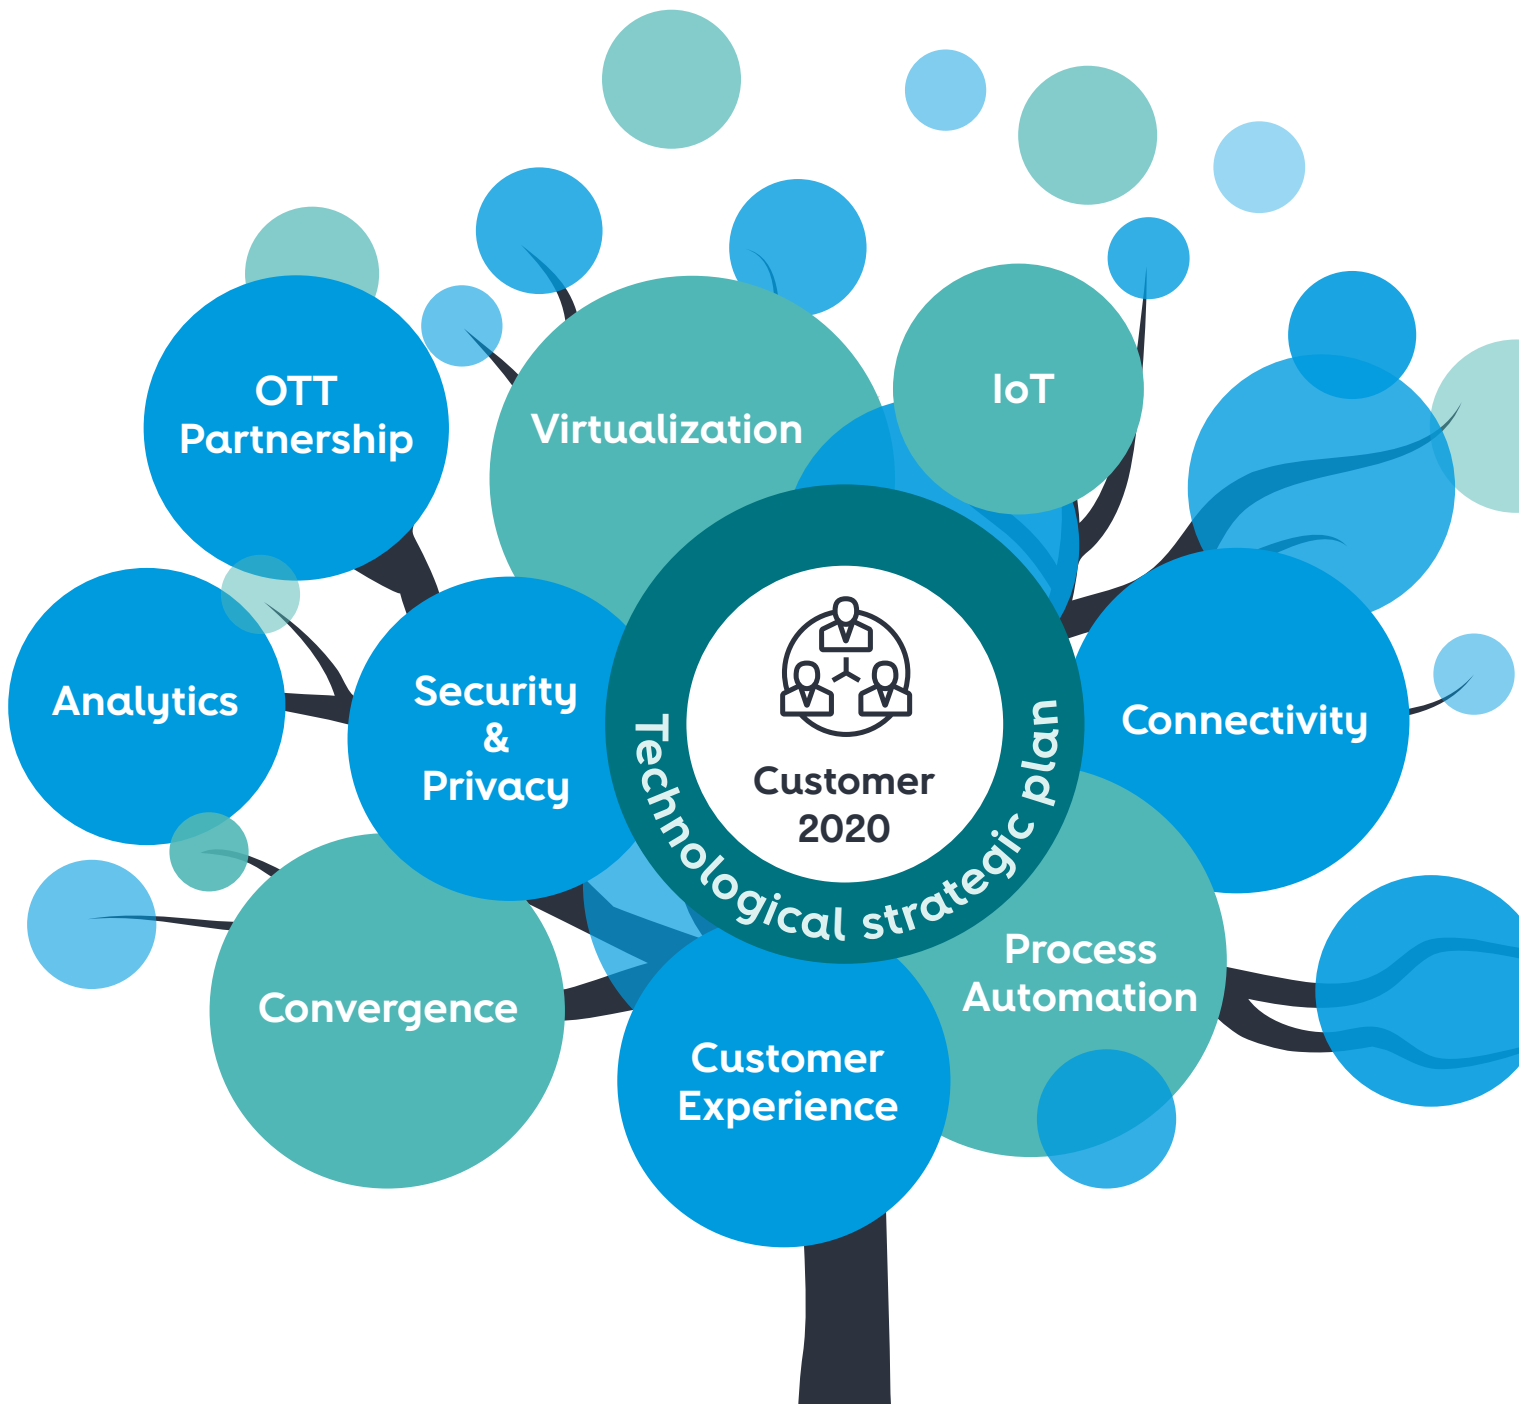 OTT
Partnership
Virtualization
IoT
Analytics
Security
&
Privacy
Customer
2020
Technological strategic plan
Connectivity
Convergence
Customer
Experience
Process
Automation